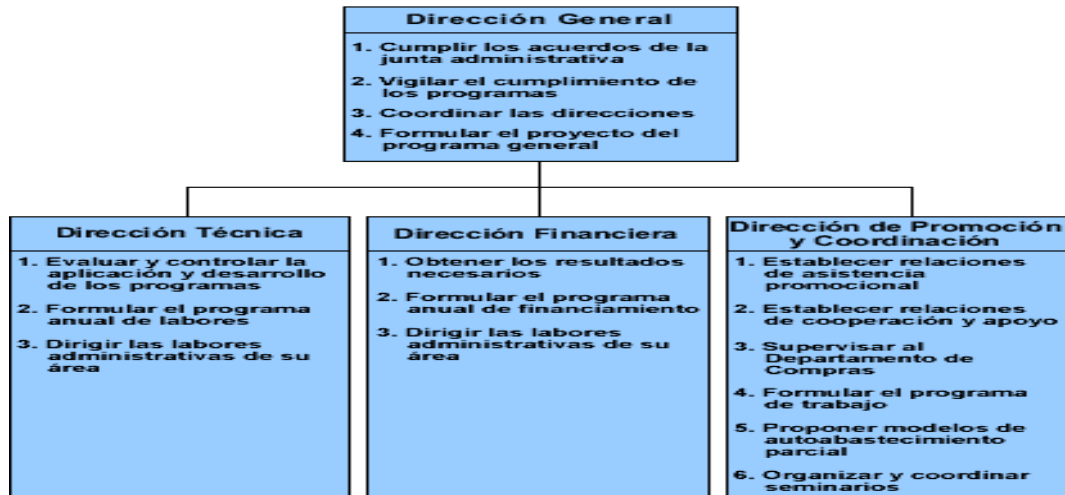 Dirección General
1. Cumplir los acuerdos de la
junta administrativa
2. Vigilar el cumplimiento de
los programas
3. Coordinar las direcciones
4. Formular el proyecto del
programa general
Dirección Técnica
1. Evaluar y controlar la
aplicación y desarrollo
de los programas
2. Formular el programa
anual de labores
3. Dirigir las labores
administrativas de su
área
Dirección Financiera
1. Obtener los resultados
necesarios
2. Formular el programa
anual de financiamiento
3. Dirigir las labores
administrativas de su
área
Dirección de Promoción
y Coordinación
1. Establecer relaciones
de asistencia
promocional
2. Establecer relaciones
de cooperación y apoyo
3. Supervisar al
Departamento de
Compras
4. Formular el programa
de trabajo
5. Proponer modelos de
autoabastecimiento
parcial
6. Organizar y coordinar
seminarios